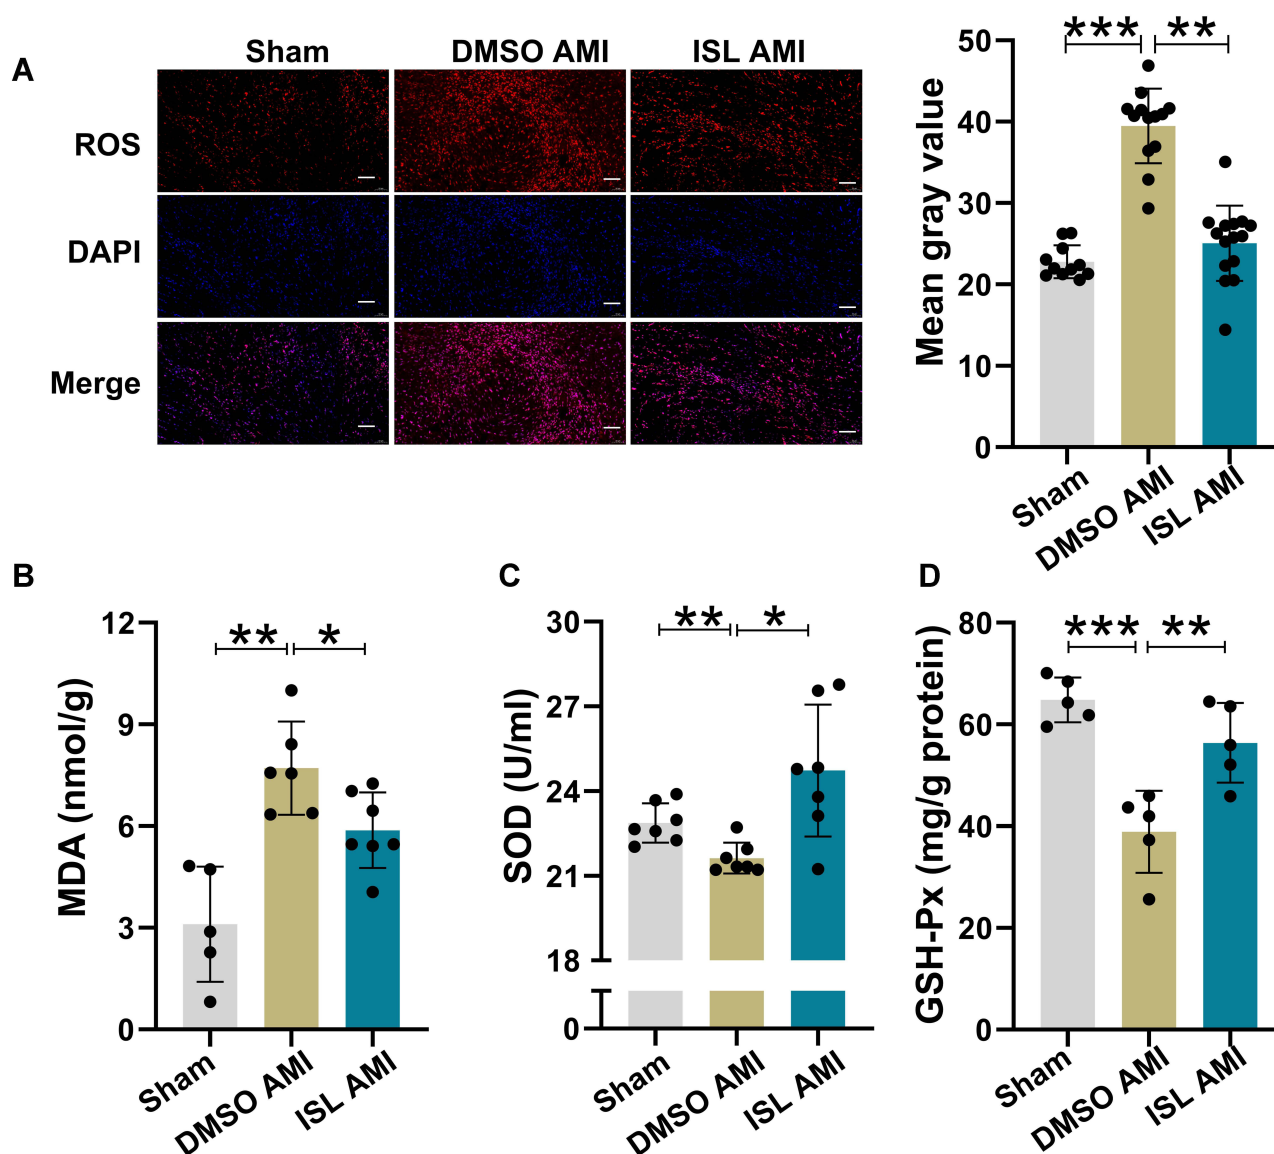 A
Sham DMSO AMI ISL AMI
ROS
DAPI
Merge
*** **
Mean gray value
50
40
30
20
10
0
Sham
DMSO AMI
ISL AMI
B
** *
MDA (nmol/g)
12
9
6
3
0
Sham
DMSO AMI
ISL AMI
C
** *
SOD (U/ml)
30
27
24
21
18
0
Sham
DMSO AMI
ISL AMI
D
*** **
GSH-Px (mg/g protein)
80
60
40
20
0
Sham
DMSO AMI
ISL AMI